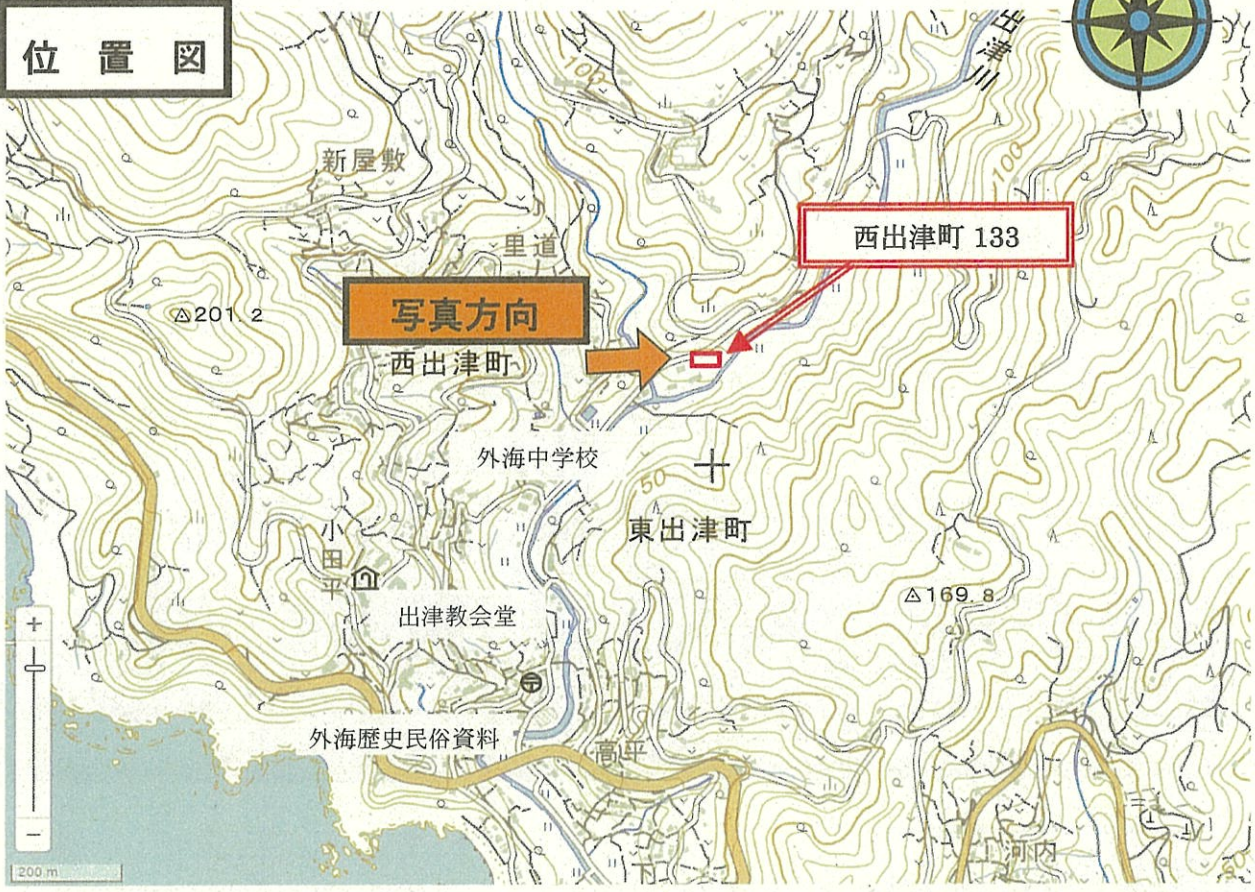 位置図
出津川
100
新屋敷
里道
100
西出津町 133
201.2
写真方向
西出津町
外海中学校
50
東出津町
小田平
169.8
出津教会堂
外海歴史民俗資料
高平
+
−
河内
200 m
下